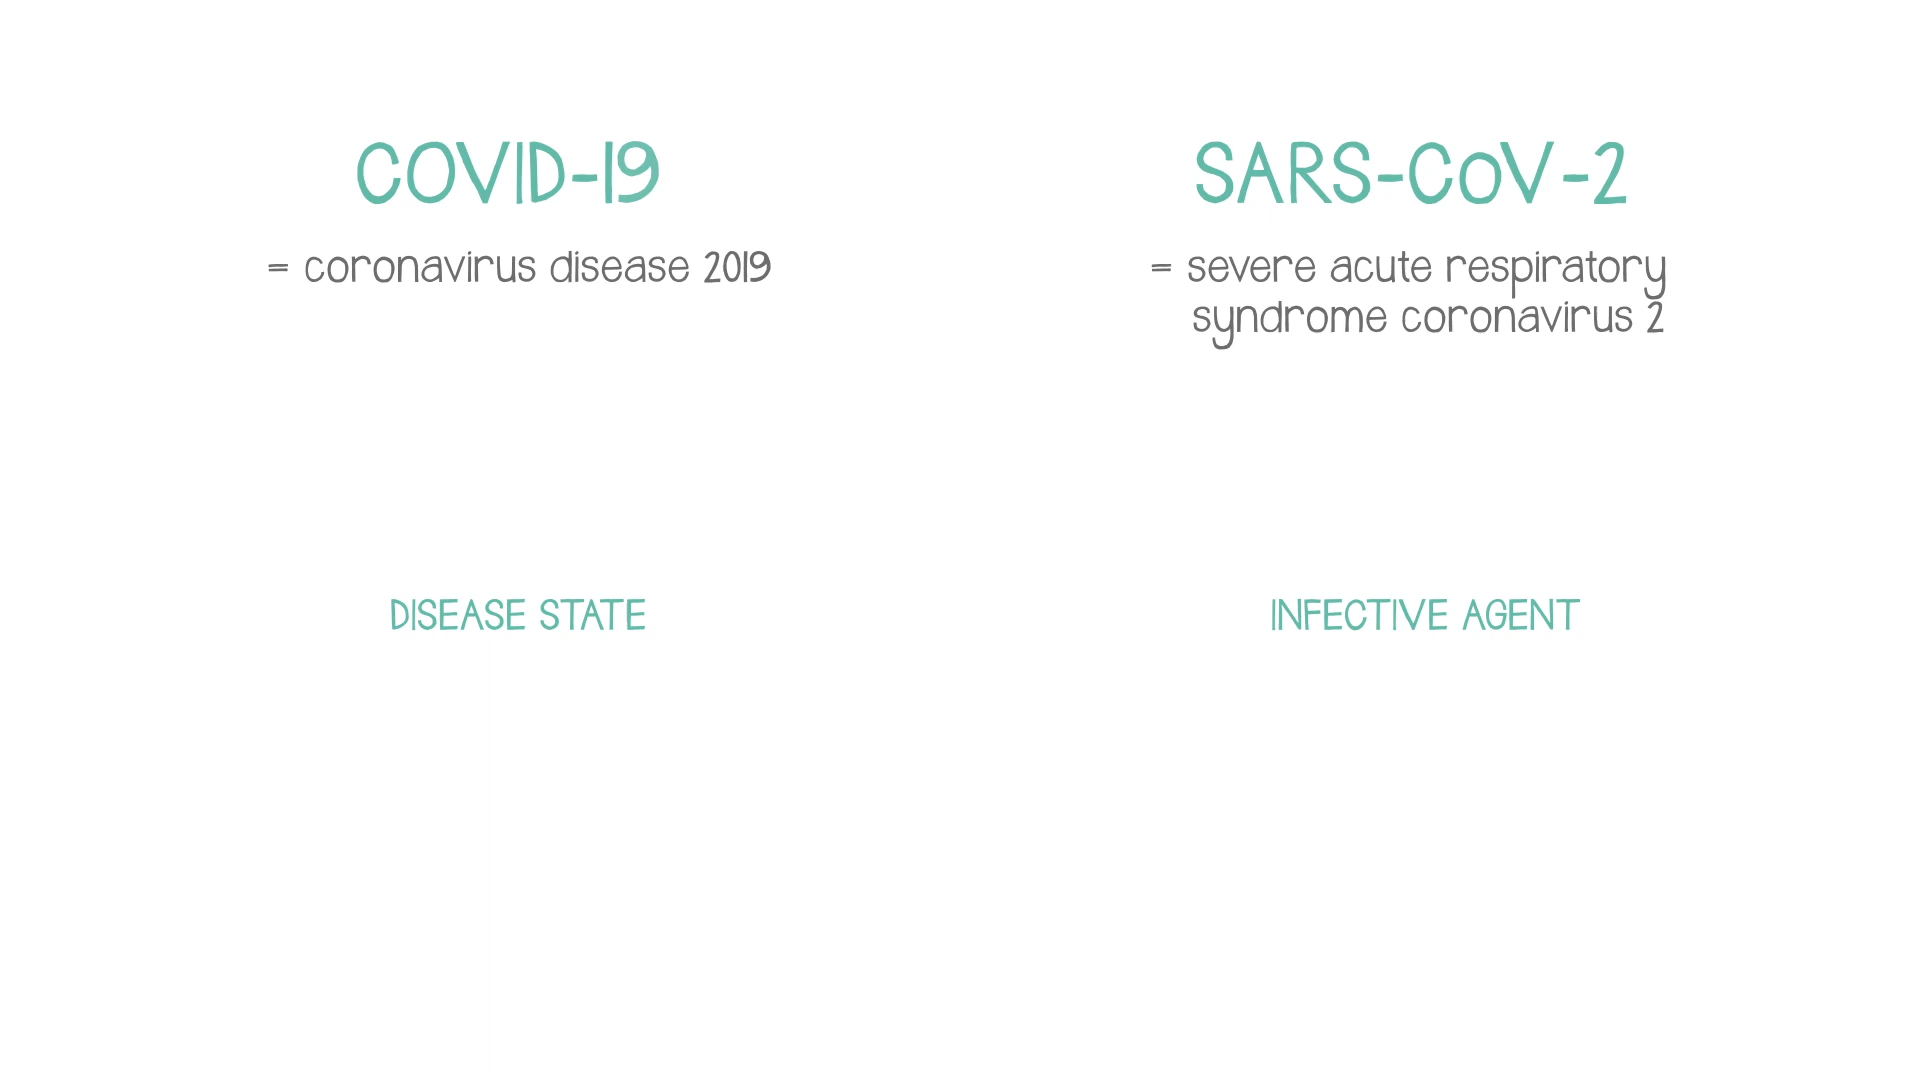 COVID-19
= coronavirus disease 2019
SARS-CoV-2
= severe acute respiratory
syndrome coronavirus 2
DISEASE STATE
INFECTIVE AGENT